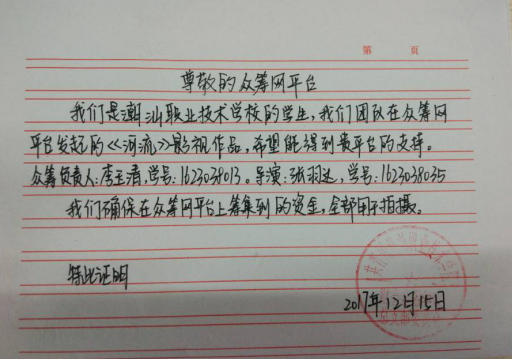 第 页
尊敬的众筹网平台
我们是潮汕职业技术学校的学生,我们团队在众筹网
平台发起的《河流》影视作品,希望能得到贵平台的支持。
众筹负责人:李玉清,学号:1623038013.导演:张羽达,学号:1623038035
我们确保在众筹网平台上筹集到的资金,全部用于拍摄。
特此证明
2017年12月15日